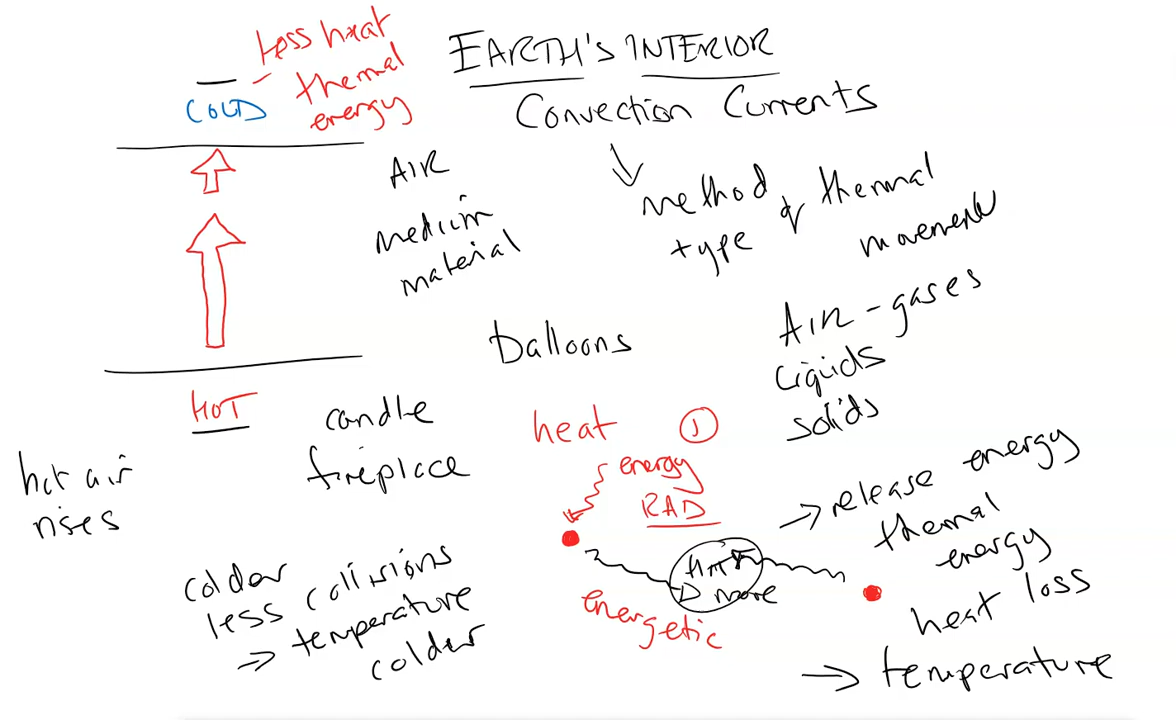 Less heat
thermal
energy
COLD
EARTH'S INTERIOR
Convection Currents
AIR
medium
material
method of thermal
type movement
balloons
AIR - gases
Liquids
solids
HOT
candle
fireplace
hot air
rises
heat J
energy
RAD
energetic
D more
→ release energy
thermal
energy
heat loss
→ temperature
colder
less collisions
→ temperature
colder